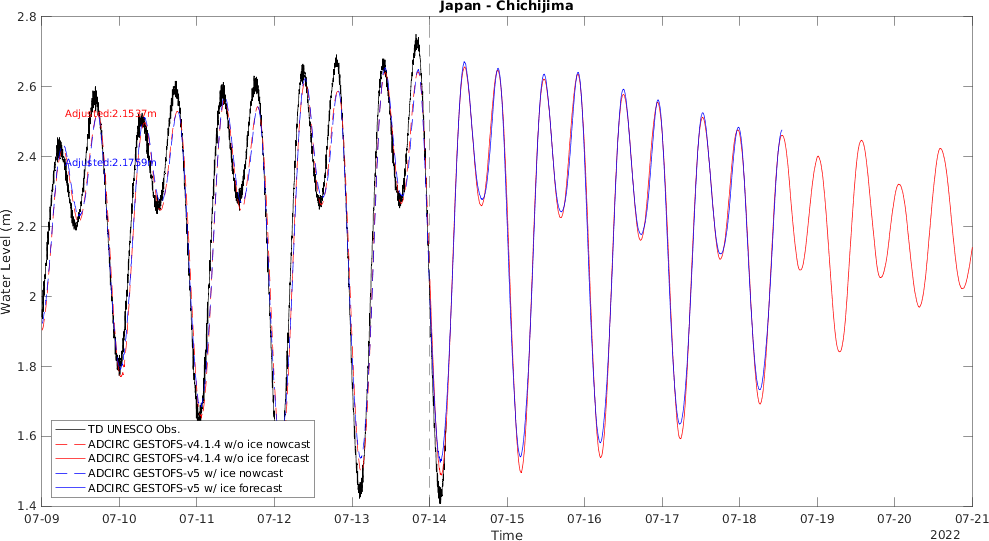 Japan - Chichijima
2.8
2.6
2.4
2.2
2
1.8
1.6
1.4
Water Level (m)
Adjusted:2.1537m
Adjusted:2.1759m
TD UNESCO Obs.
ADCIRC GESTOFS-v4.1.4 w/o ice nowcast
ADCIRC GESTOFS-v4.1.4 w/o ice forecast
ADCIRC GESTOFS-v5 w/ ice nowcast
ADCIRC GESTOFS-v5 w/ ice forecast
07-09 07-10 07-11 07-12 07-13 07-14 07-15 07-16 07-17 07-18 07-19 07-20 07-21
Time
2022